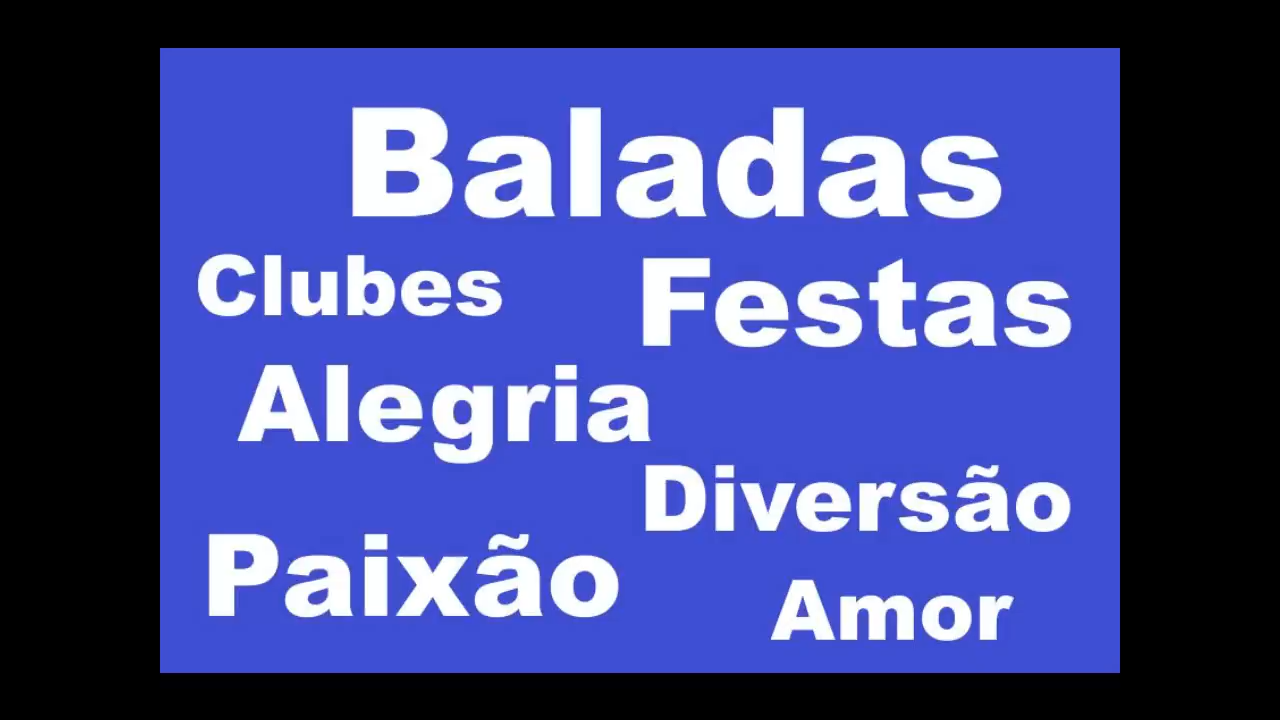 Baladas
Clubes
Festas
Alegria
Diversão
Paixão
Amor